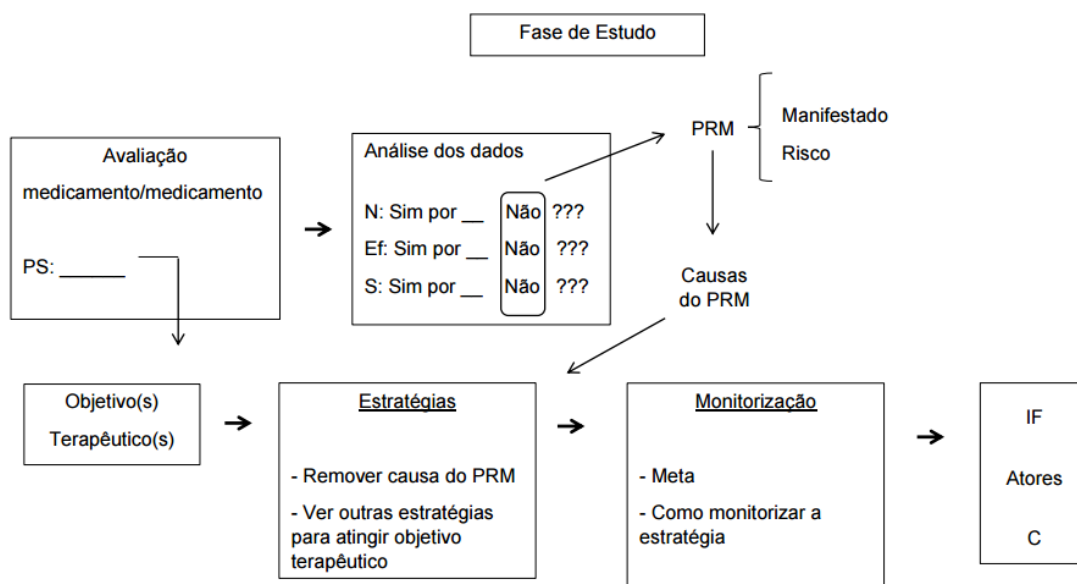 Fase de Estudo
Avaliação
medicamento/medicamento
PS: ______
Análise dos dados
N: Sim por __ Não ???
Ef: Sim por __ Não ???
S: Sim por __ Não ???
PRM
Manifestado
Risco
Causas
do PRM
Objetivo(s)
Terapêutico(s)
Estratégias
- Remover causa do PRM
- Ver outras estratégias
para atingir objetivo
terapêutico
Monitorização
- Meta
- Como monitorizar a
estratégia
IF
Atores
C